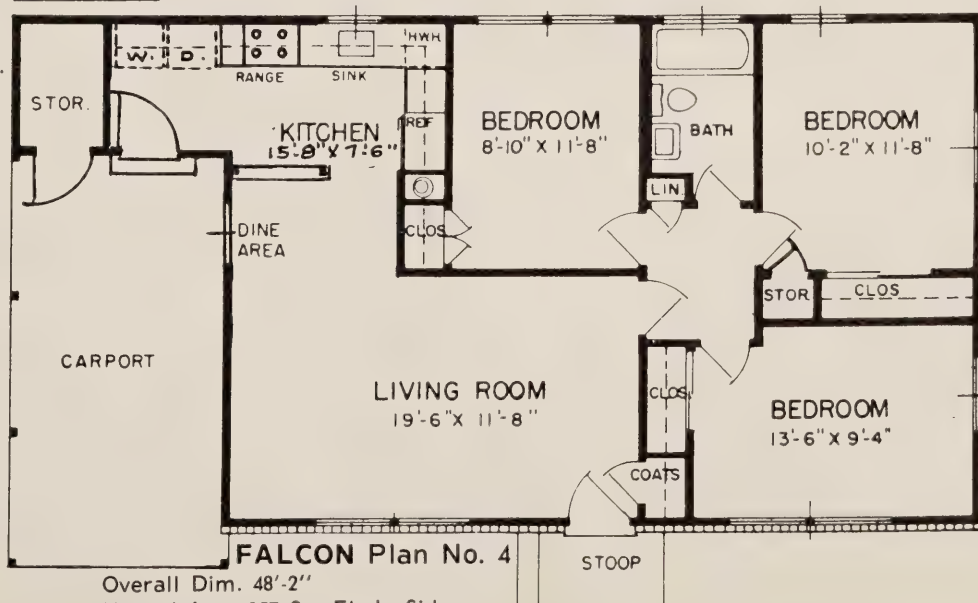 W. D.
RANGE
SINK
HWH
STOR.
KITCHEN
15'-8" X 7'-6"
REF
BEDROOM
8'-10" X 11'-8"
BATH
BEDROOM
10'-2" X 11'-8"
LIN.
CLOS
DINE
AREA
STOR
CLOS
CARPORT
LIVING ROOM
19'-6" X 11'-8"
CLOS
BEDROOM
13'-6" X 9'-4"
COATS
STOOP
FALCON Plan No. 4
Overall Dim. 48'-2"